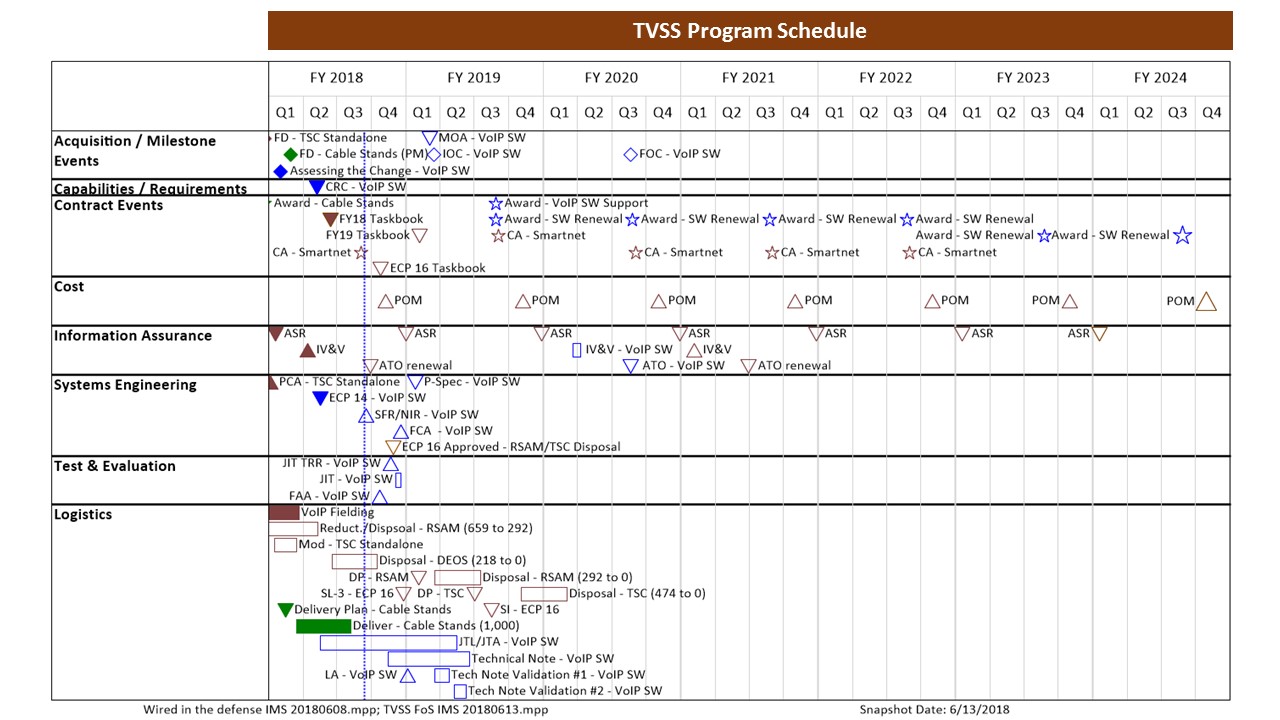 TVSS Program Schedule
FY 2018 FY 2019 FY 2020 FY 2021 FY 2022 FY 2023 FY 2024
Q1 Q2 Q3 Q4 Q1 Q2 Q3 Q4 Q1 Q2 Q3 Q4 Q1 Q2 Q3 Q4 Q1 Q2 Q3 Q4 Q1 Q2 Q3 Q4 Q1 Q2 Q3 Q4
Acquisition / Milestone
Events
FD - TSC Standalone MOA - VoIP SW
FD - Cable Stands (PM) IOC - VoIP SW FOC - VoIP SW
Assessing the Change - VoIP SW
Capabilities / Requirements
CRC - VoIP SW
Contract Events
Award - Cable Stands Award - VoIP SW Support
FY18 Taskbook Award - SW Renewal Award - SW Renewal Award - SW Renewal Award - SW Renewal
FY19 Taskbook CA - Smartnet Award - SW Renewal Award - SW Renewal
CA - Smartnet CA - Smartnet CA - Smartnet CA - Smartnet
ECP 16 Taskbook
Cost
POM POM POM POM POM POM POM
Information Assurance
ASR ASR ASR ASR ASR ASR ASR
IV&V IV&V - VoIP SW IV&V
ATO renewal ATO - VoIP SW ATO renewal
Systems Engineering
PCA - TSC Standalone P-Spec - VoIP SW
ECP 14 - VoIP SW
SFR/NIR - VoIP SW
FCA - VoIP SW
ECP 16 Approved - RSAM/TSC Disposal
Test & Evaluation
JIT TRR - VoIP SW
JIT - VoIP SW
FAA - VoIP SW
Logistics
VoIP Fielding
Reduct./Dispsoal - RSAM (659 to 292)
Mod - TSC Standalone
Disposal - DEOS (218 to 0)
DP - RSAM Disposal - RSAM (292 to 0)
SL-3 - ECP 16 DP - TSC Disposal - TSC (474 to 0)
Delivery Plan - Cable Stands SI - ECP 16
Deliver - Cable Stands (1,000)
JTL/JTA - VoIP SW
Technical Note - VoIP SW
LA - VoIP SW Tech Note Validation #1 - VoIP SW
Tech Note Validation #2 - VoIP SW
Wired in the defense IMS 20180608.mpp; TVSS FoS IMS 20180613.mpp Snapshot Date: 6/13/2018